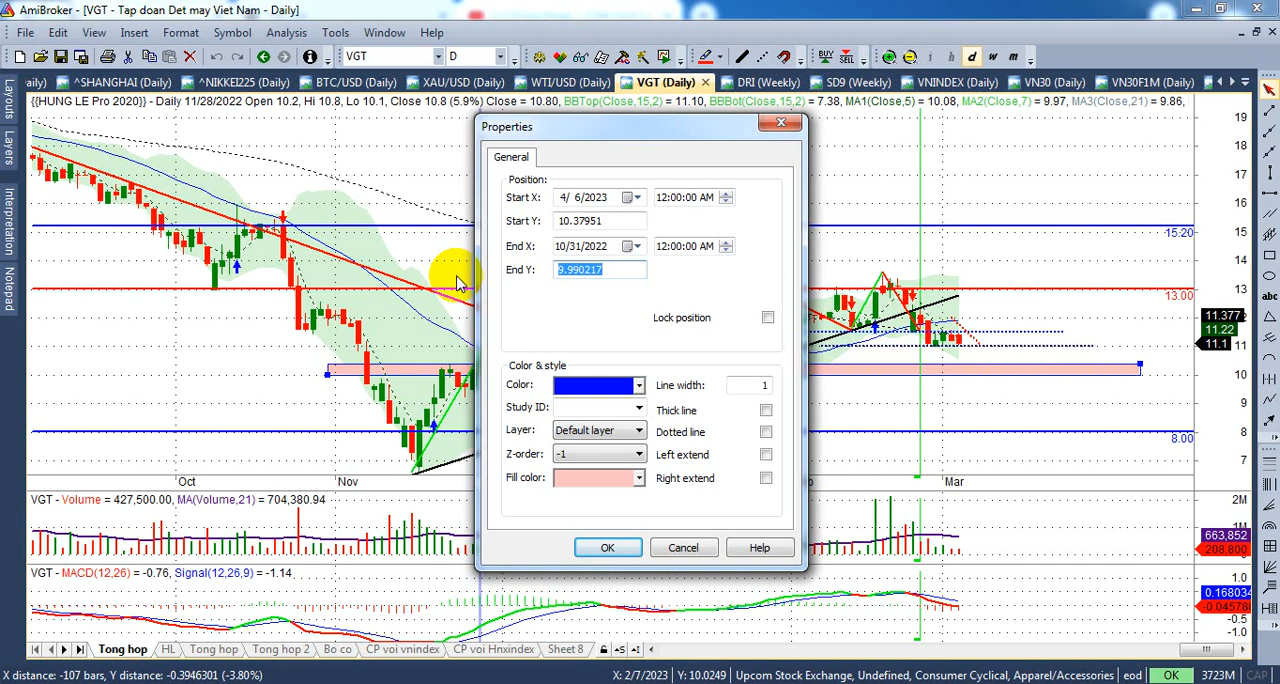 AmiBroker - [VGT - Tap doan Det may Viet Nam - Daily]
File Edit View Insert Format Symbol Analysis Tools Window Help
VGT D BUY SELL i h d w m
aily) ^SHANGHAI (Daily) ^NIKKEI225 (Daily) BTC/USD (Daily) XAU/USD (Daily) WTI/USD (Daily) VGT (Daily) DRI (Weekly) SD9 (Weekly) VNINDEX (Daily) VN30 (Daily) VN30F1M (Daily)
Layouts
Layers
Interpretation
Notepad
{{HUNG LE Pro 2020}} - Daily 11/28/2022 Open 10.2, Hi 10.8, Lo 10.1, Close 10.8 (5.9%) Close = 10.80, BBTop(Close,15,2) = 11.10, BBBot(Close,15,2) = 7.38, MA1(Close,5) = 10.08, MA2(Close,7) = 9.97, MA3(Close,21) = 9.86,
Properties
General
Position:
Start X: 4/ 6/2023 12:00:00 AM
Start Y: 10.37951
End X: 10/31/2022 12:00:00 AM
End Y: 9.990217
Lock position
Color & style
Color: Line width: 1
Study ID: Thick line
Layer: Default layer Dotted line
Z-order: -1 Left extend
Fill color: Right extend
OK Cancel Help
19
18
17
16
15.20
15
14
13.00
13
12
11.377
11.22
11.1
11
10
9
8.00
8
7
Oct Nov Mar
VGT - Volume = 427,500.00, MA(Volume,21) = 704,380.94
2M
1M
663,852
208,800
VGT - MACD(12,26) = -0.76, Signal(12,26,9) = -1.14
1.0
0.168034
-0.04578
-0.5
-1.0
Tong hop HL Tong hop Tong hop 2 Bo co CP voi vnindex CP voi Hnxindex Sheet 8
X distance: -107 bars, Y distance: -0.3946301 (-3.80%) X: 2/7/2023 Y: 10.0249 Upcom Stock Exchange, Undefined, Consumer Cyclical, Apparel/Accessories eod OK 3723M CAP